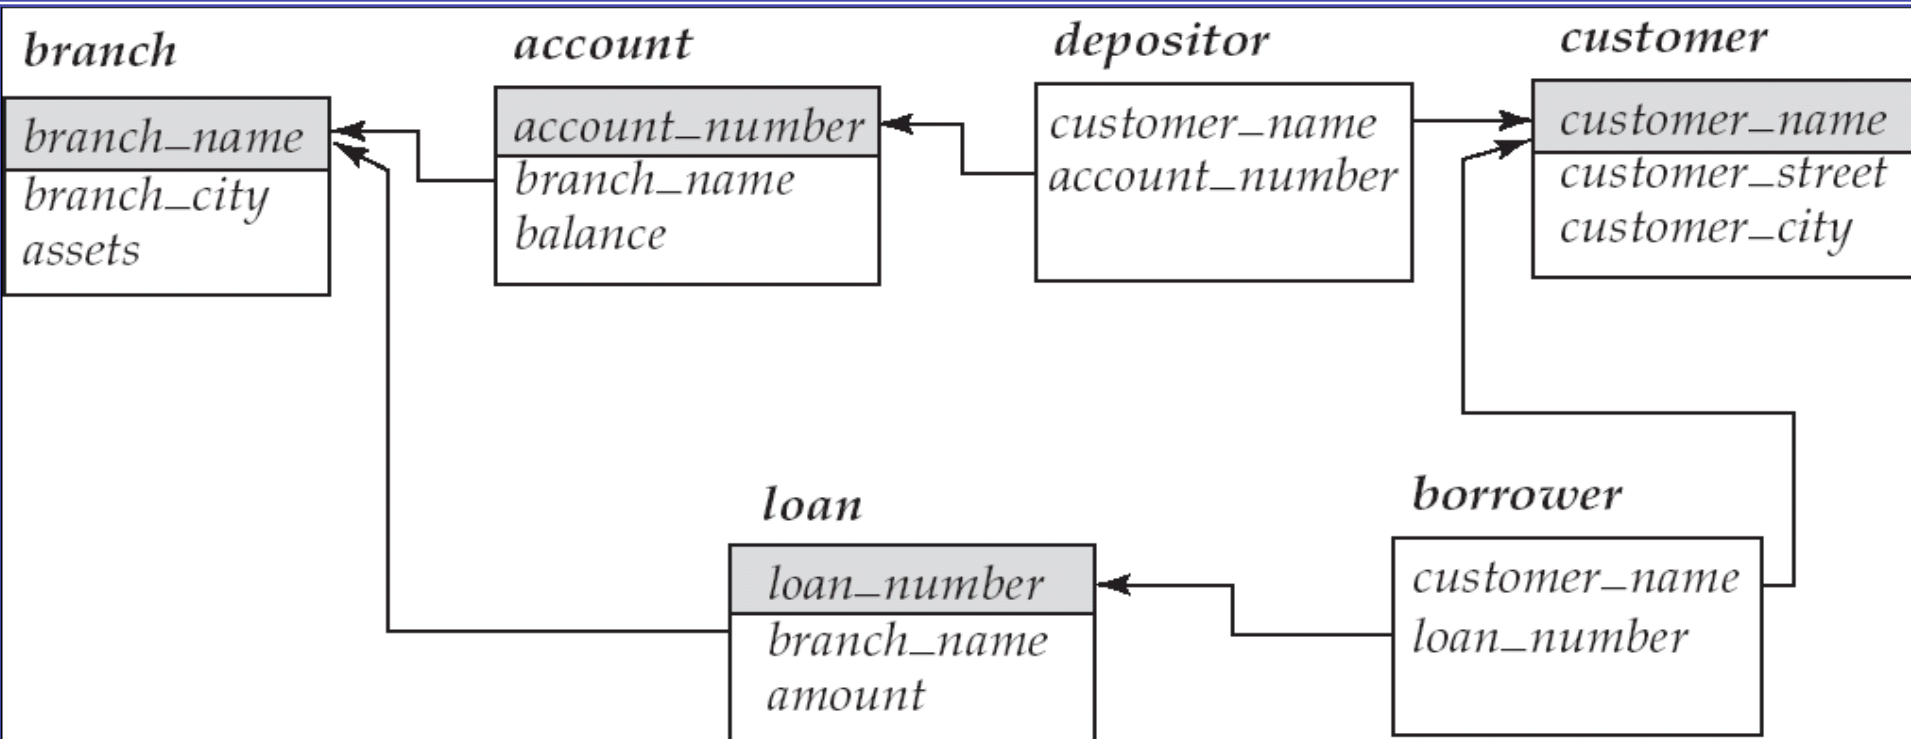 branch
branch_name
branch_city
assets
account
account_number
branch_name
balance
depositor
customer_name
account_number
customer
customer_name
customer_street
customer_city
loan
loan_number
branch_name
amount
borrower
customer_name
loan_number